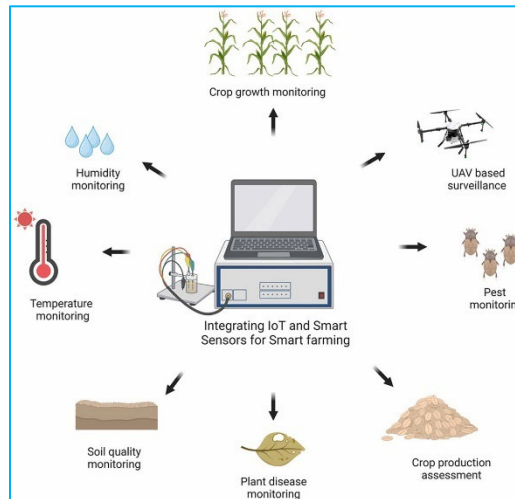 Crop growth monitoring
Humidity
monitoring
UAV based
surveillance
Temperature
monitoring
Pest
monitorin
Integrating IoT and Smart
Sensors for Smart farming
Soil quality
monitoring
Plant disease
monitoring
Crop production
assessment